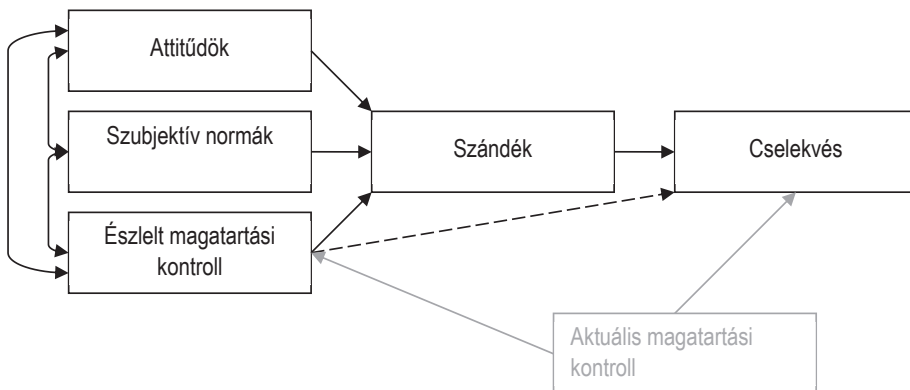 Attitűdök
Szubjektív normák
Észlelt magatartási
kontroll
Szándék
Cselekvés
Aktuális magatartási
kontroll